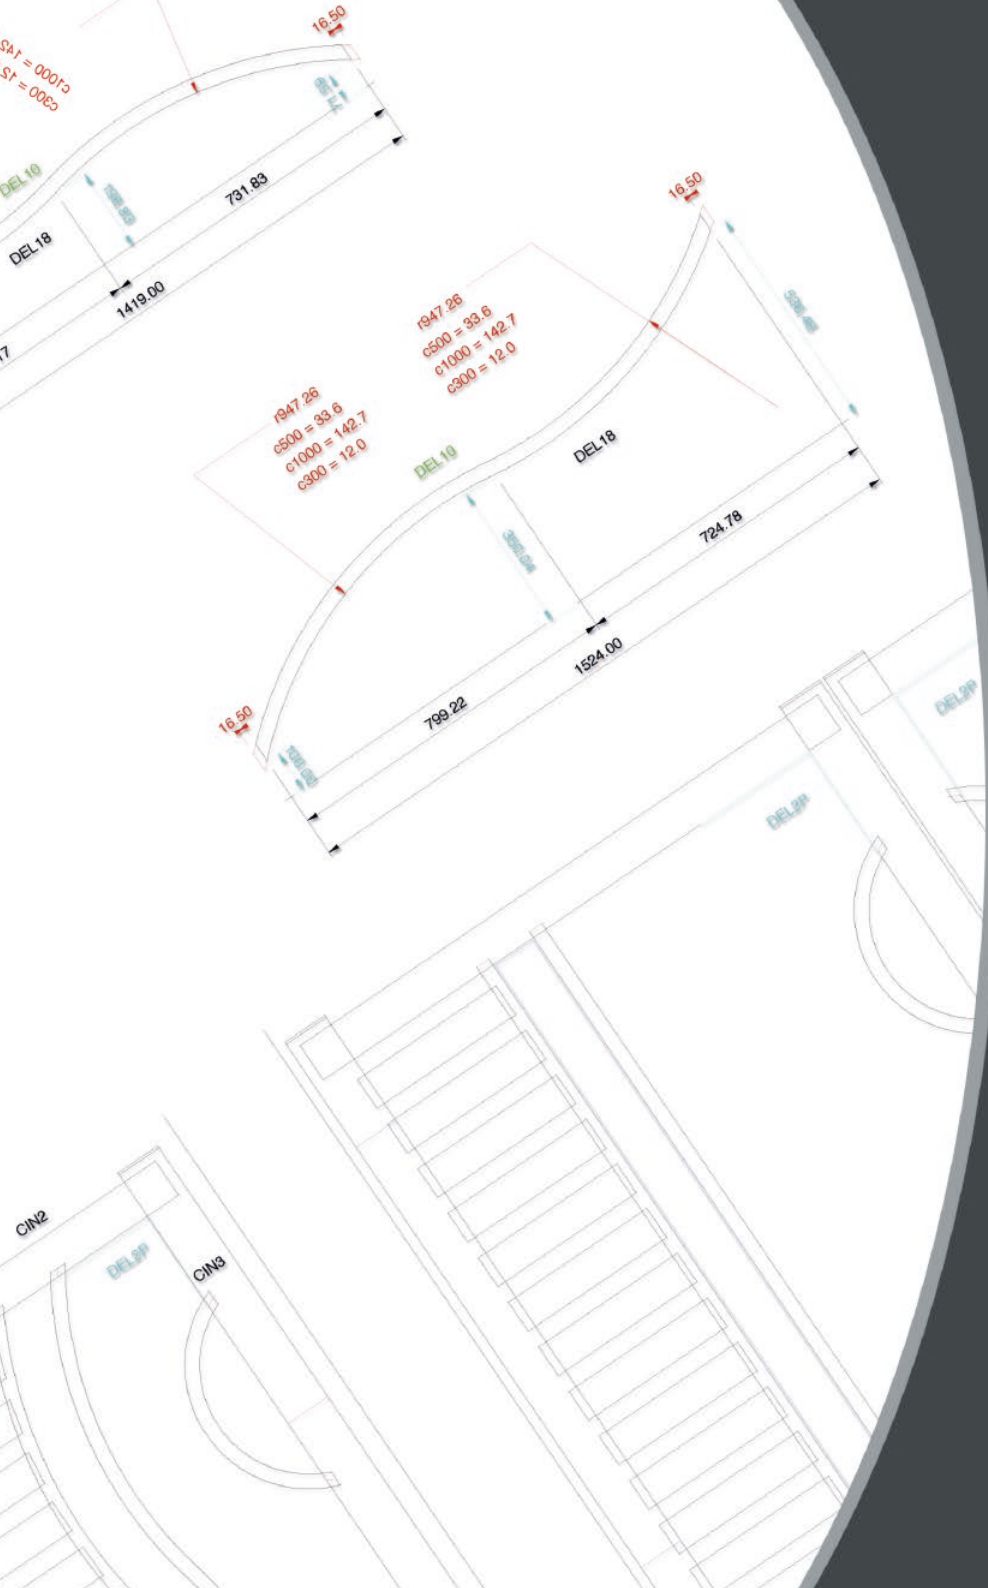 16.50
DEL10
DEL18
731.83
1419.00
16.50
r947.26
c500 = 33.6
c1000 = 142.7
c300 = 12.0
r947.26
c500 = 33.6
c1000 = 142.7
c300 = 12.0
DEL10
DEL18
724.78
1524.00
799.22
16.50
DEL2P
DEL2P
CIN2
DEL2P
CIN3